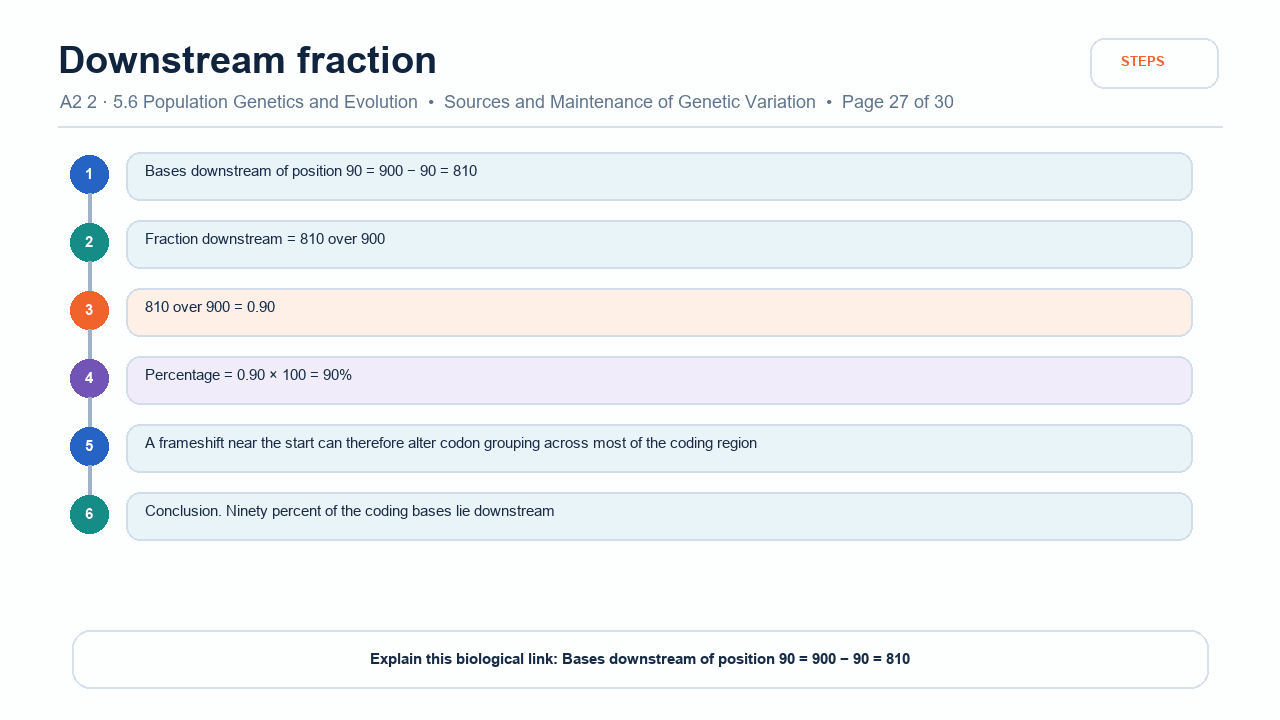 Downstream fraction
STEPS
A2 2 · 5.6 Population Genetics and Evolution • Sources and Maintenance of Genetic Variation • Page 27 of 30
1
Bases downstream of position 90 = 900 − 90 = 810
2
Fraction downstream = 810 over 900
3
810 over 900 = 0.90
4
Percentage = 0.90 × 100 = 90%
5
A frameshift near the start can therefore alter codon grouping across most of the coding region
6
Conclusion. Ninety percent of the coding bases lie downstream
Explain this biological link: Bases downstream of position 90 = 900 − 90 = 810